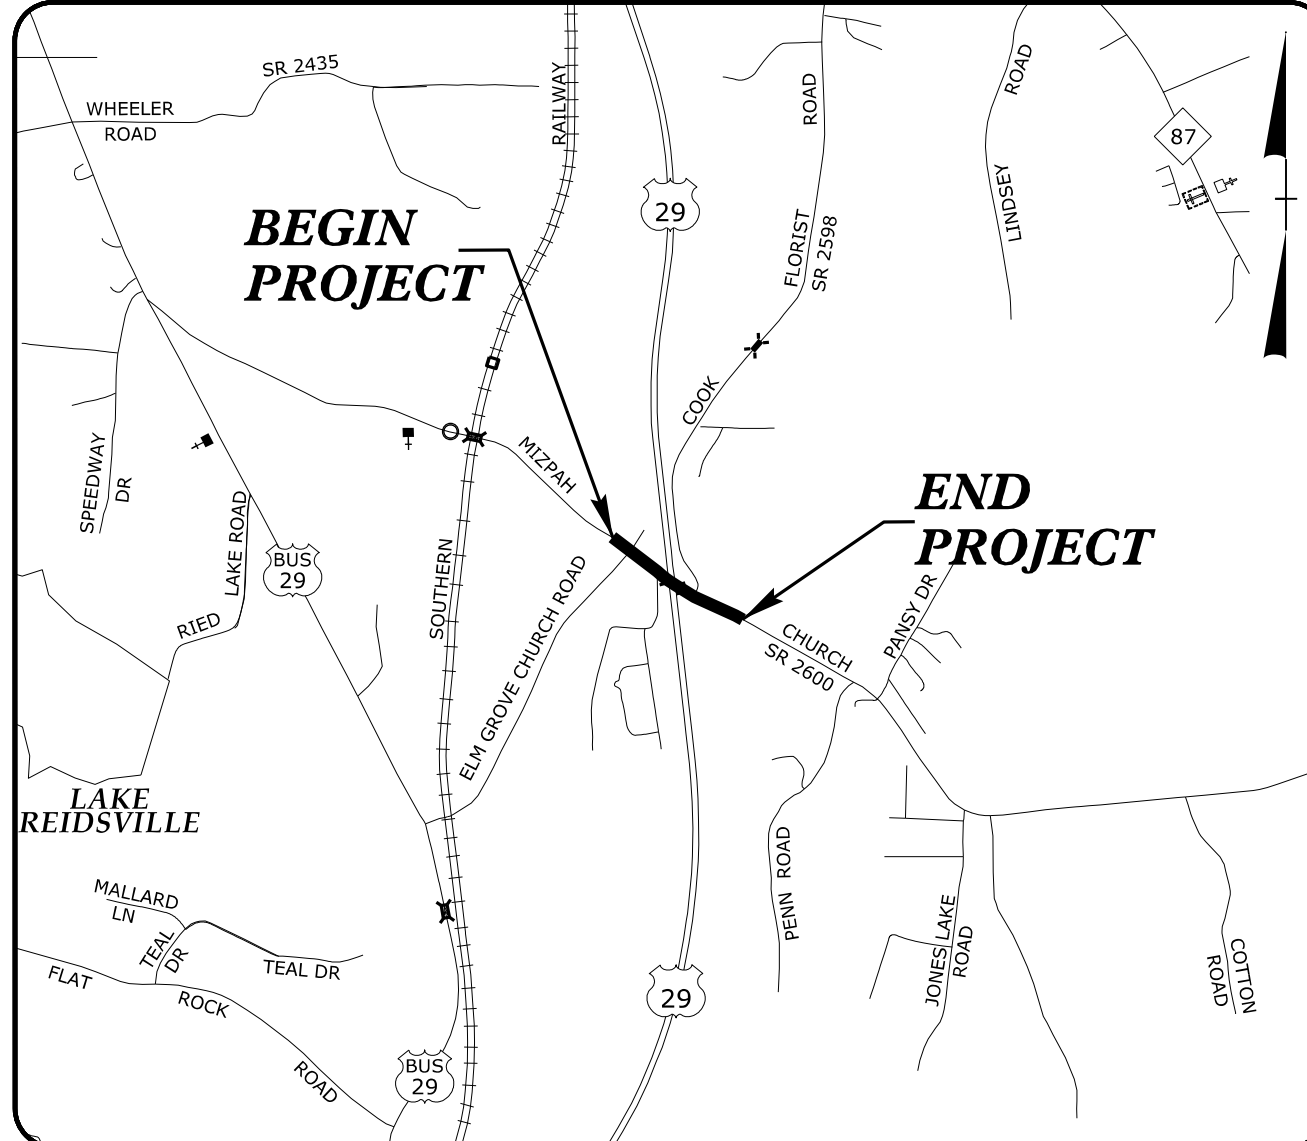 SR 2435
WHEELER
ROAD
RAILWAY
ROAD
ROAD
87
29
BEGIN
PROJECT
FLORIST
SR 2598
LINDSEY
COOK
MIZPAH
SPEEDWAY
DR
LAKE ROAD
RIED
BUS
29
SOUTHERN
ELM GROVE CHURCH ROAD
END
PROJECT
PANSY DR
CHURCH
SR 2600
LAKE
REIDSVILLE
MALLARD
LN
TEAL
DR
TEAL DR
FLAT
ROCK
ROAD
PENN ROAD
JONES LAKE
ROAD
COTTON
ROAD
29
BUS
29